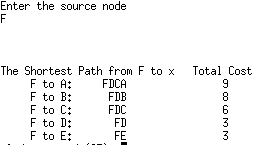 Enter the source node
F
The Shortest Path from F to x Total Cost
F to A: FDCA 9
F to B: FDB 8
F to C: FDC 6
F to D: FD 3
F to E: FE 3